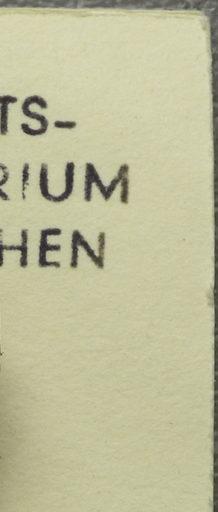 TS-
RIUM
HEN